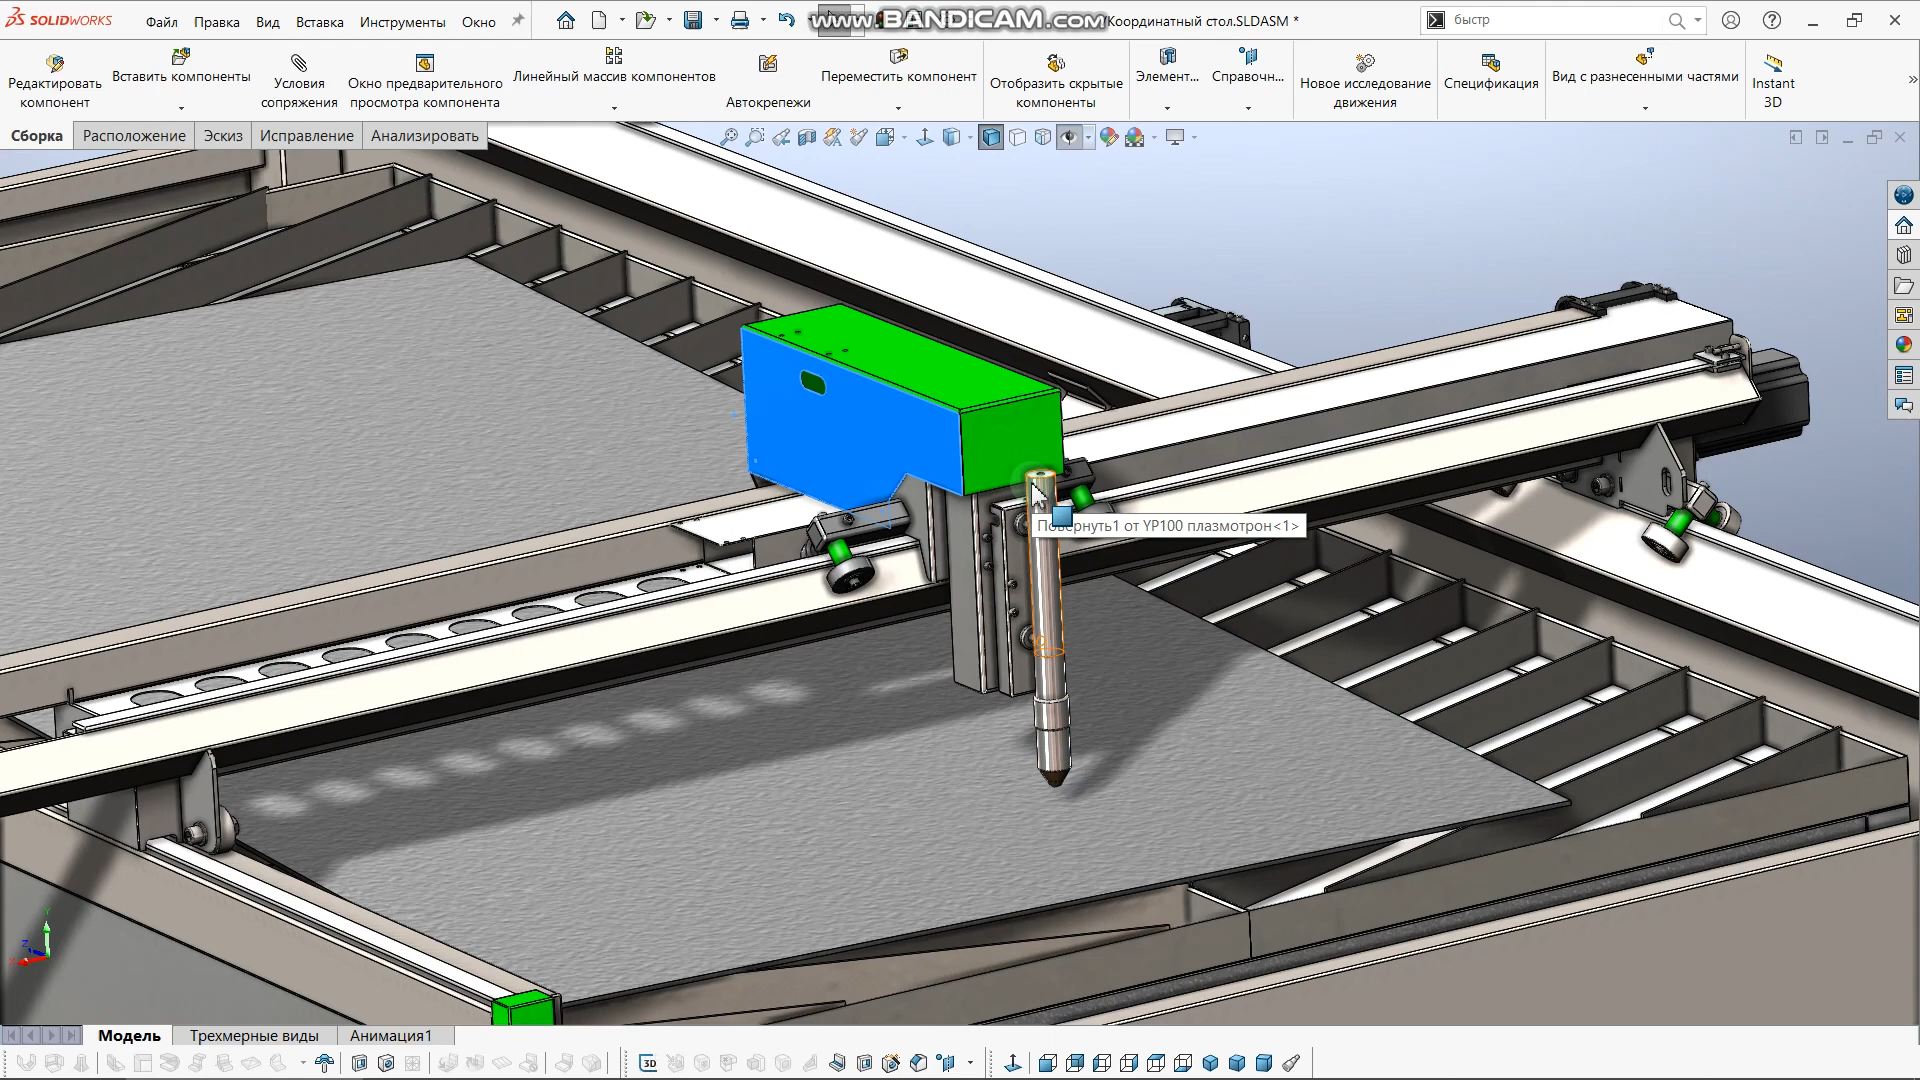 SOLIDWORKS
Файл Правка Вид Вставка Инструменты Окно
www.BANDICAM.com
Координатный стол.SLDASM *
быстр
Редактировать компонент
Вставить компоненты
Условия сопряжения
Окно предварительного просмотра компонента
Линейный массив компонентов
Автокрепежи
Переместить компонент
Отобразить скрытые компоненты
Элемент...
Справочн...
Новое исследование движения
Спецификация
Вид с разнесенными частями
Instant 3D
Сборка Расположение Эскиз Исправление Анализировать
Повернуть1 от YP100 плазмотрон<1>
Y
Z
X
Модель Трехмерные виды Анимация1
3D